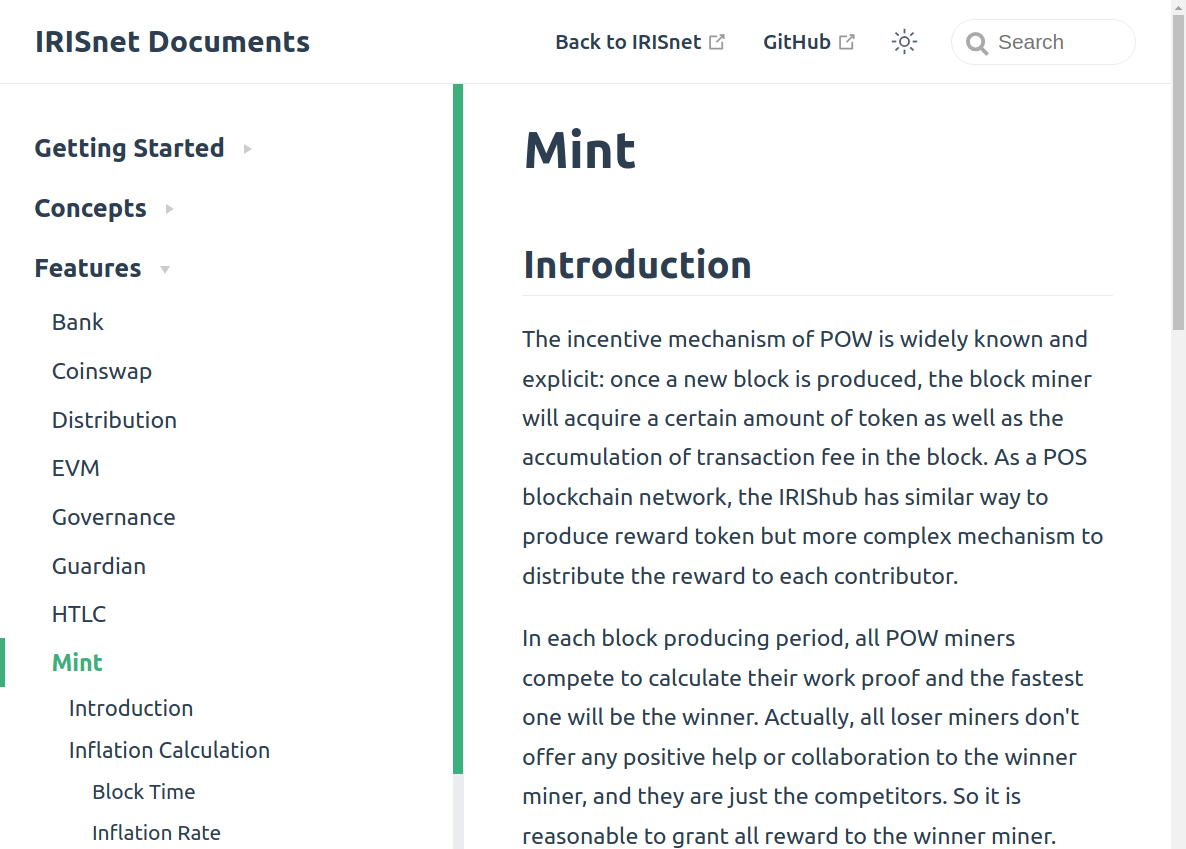 IRISnet Documents
Back to IRISnet
GitHub
Search
Getting Started
Concepts
Features
Bank
Coinswap
Distribution
EVM
Governance
Guardian
HTLC
Mint
Introduction
Inflation Calculation
Block Time
Inflation Rate
Mint
Introduction
The incentive mechanism of POW is widely known and
explicit: once a new block is produced, the block miner
will acquire a certain amount of token as well as the
accumulation of transaction fee in the block. As a POS
blockchain network, the IRIShub has similar way to
produce reward token but more complex mechanism to
distribute the reward to each contributor.
In each block producing period, all POW miners
compete to calculate their work proof and the fastest
one will be the winner. Actually, all loser miners don't
offer any positive help or collaboration to the winner
miner, and they are just the competitors. So it is
reasonable to grant all reward to the winner miner.